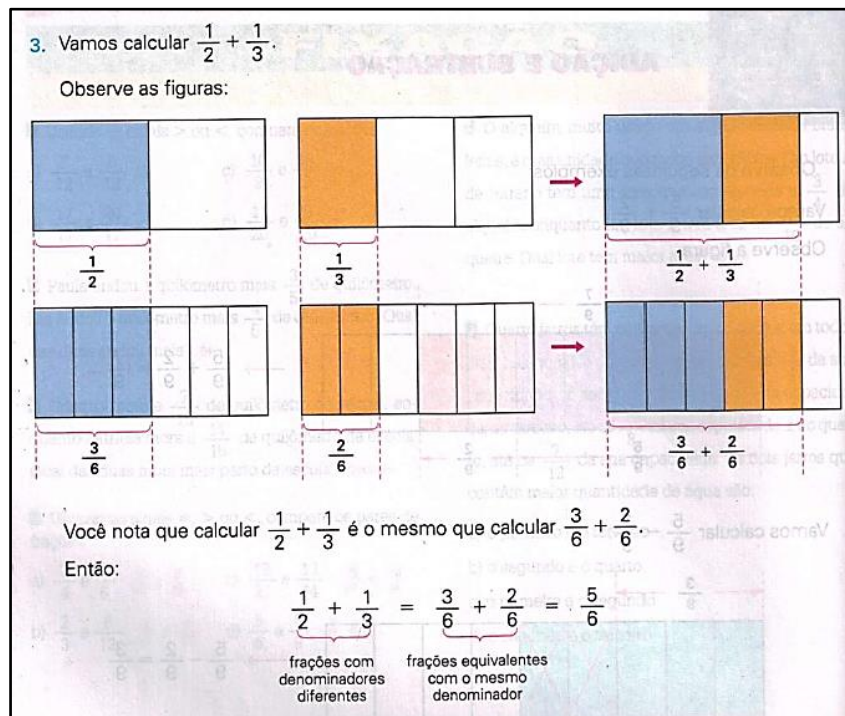 3. Vamos calcular 1/2 + 1/3.
Observe as figuras:
1/2
1/3
1/2 + 1/3
3/6
2/6
3/6 + 2/6
Você nota que calcular 1/2 + 1/3 é o mesmo que calcular 3/6 + 2/6.
Então:
1/2 + 1/3 = 3/6 + 2/6 = 5/6
frações com
denominadores
diferentes
frações equivalentes
com o mesmo
denominador